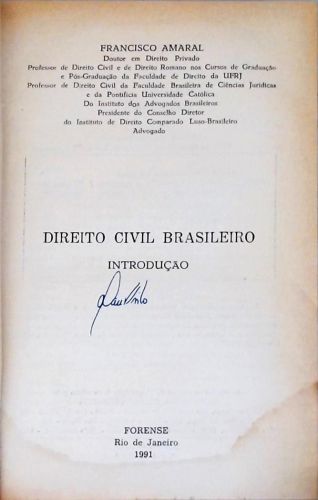 FRANCISCO AMARAL
Doutor em Direito Privado
Professor de Direito Civil e de Direito Romano nos Cursos de Graduação
e Pós-Graduação da Faculdade de Direito da UFRJ
Professor de Direito Civil da Faculdade Brasileira de Ciências Jurídicas
e da Pontifícia Universidade Católica
Do Instituto dos Advogados Brasileiros
Presidente do Conselho Diretor
do Instituto de Direito Comparado Luso-Brasileiro
Advogado
DIREITO CIVIL BRASILEIRO
INTRODUÇÃO
FORENSE
Rio de Janeiro
1991